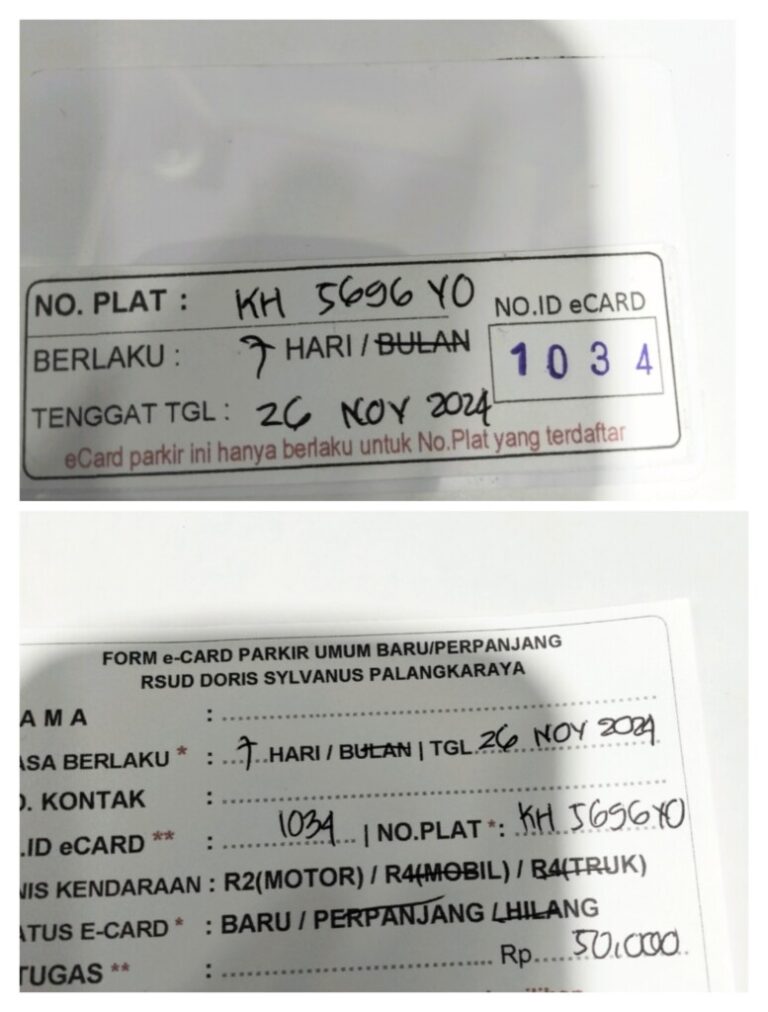 NO. PLAT : KH 5696 YO
NO.ID eCARD
BERLAKU : 7 HARI / BULAN
1034
TENGGAT TGL : 26 NOV 2024
eCard parkir ini hanya berlaku untuk No.Plat yang terdaftar
FORM e-CARD PARKIR UMUM BARU/PERPANJANG
RSUD DORIS SYLVANUS PALANGKARAYA
AMA :
ASA BERLAKU * : 7 HARI / BULAN | TGL 26 NOV 2024
O. KONTAK :
.ID eCARD ** : 1034 | NO.PLAT *: KH 5696 YO
NIS KENDARAAN : R2(MOTOR) / R4(MOBIL) / R4(TRUK)
ATUS E-CARD * : BARU / PERPANJANG / HILANG
TUGAS ** : Rp 50.000